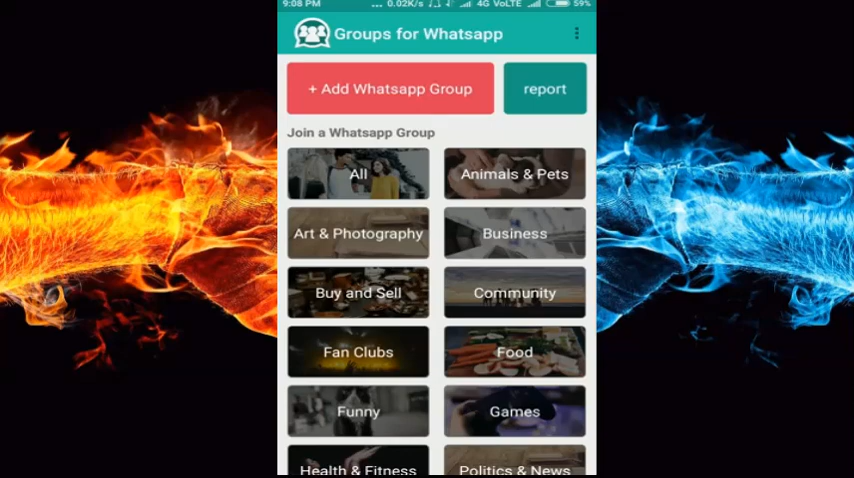 9:08 PM ... 0.02K/s 4G VoLTE 59%
Groups for Whatsapp
+ Add Whatsapp Group report
Join a Whatsapp Group
All Animals & Pets
Art & Photography Business
Buy and Sell Community
Fan Clubs Food
Funny Games
Health & Fitness Politics & News